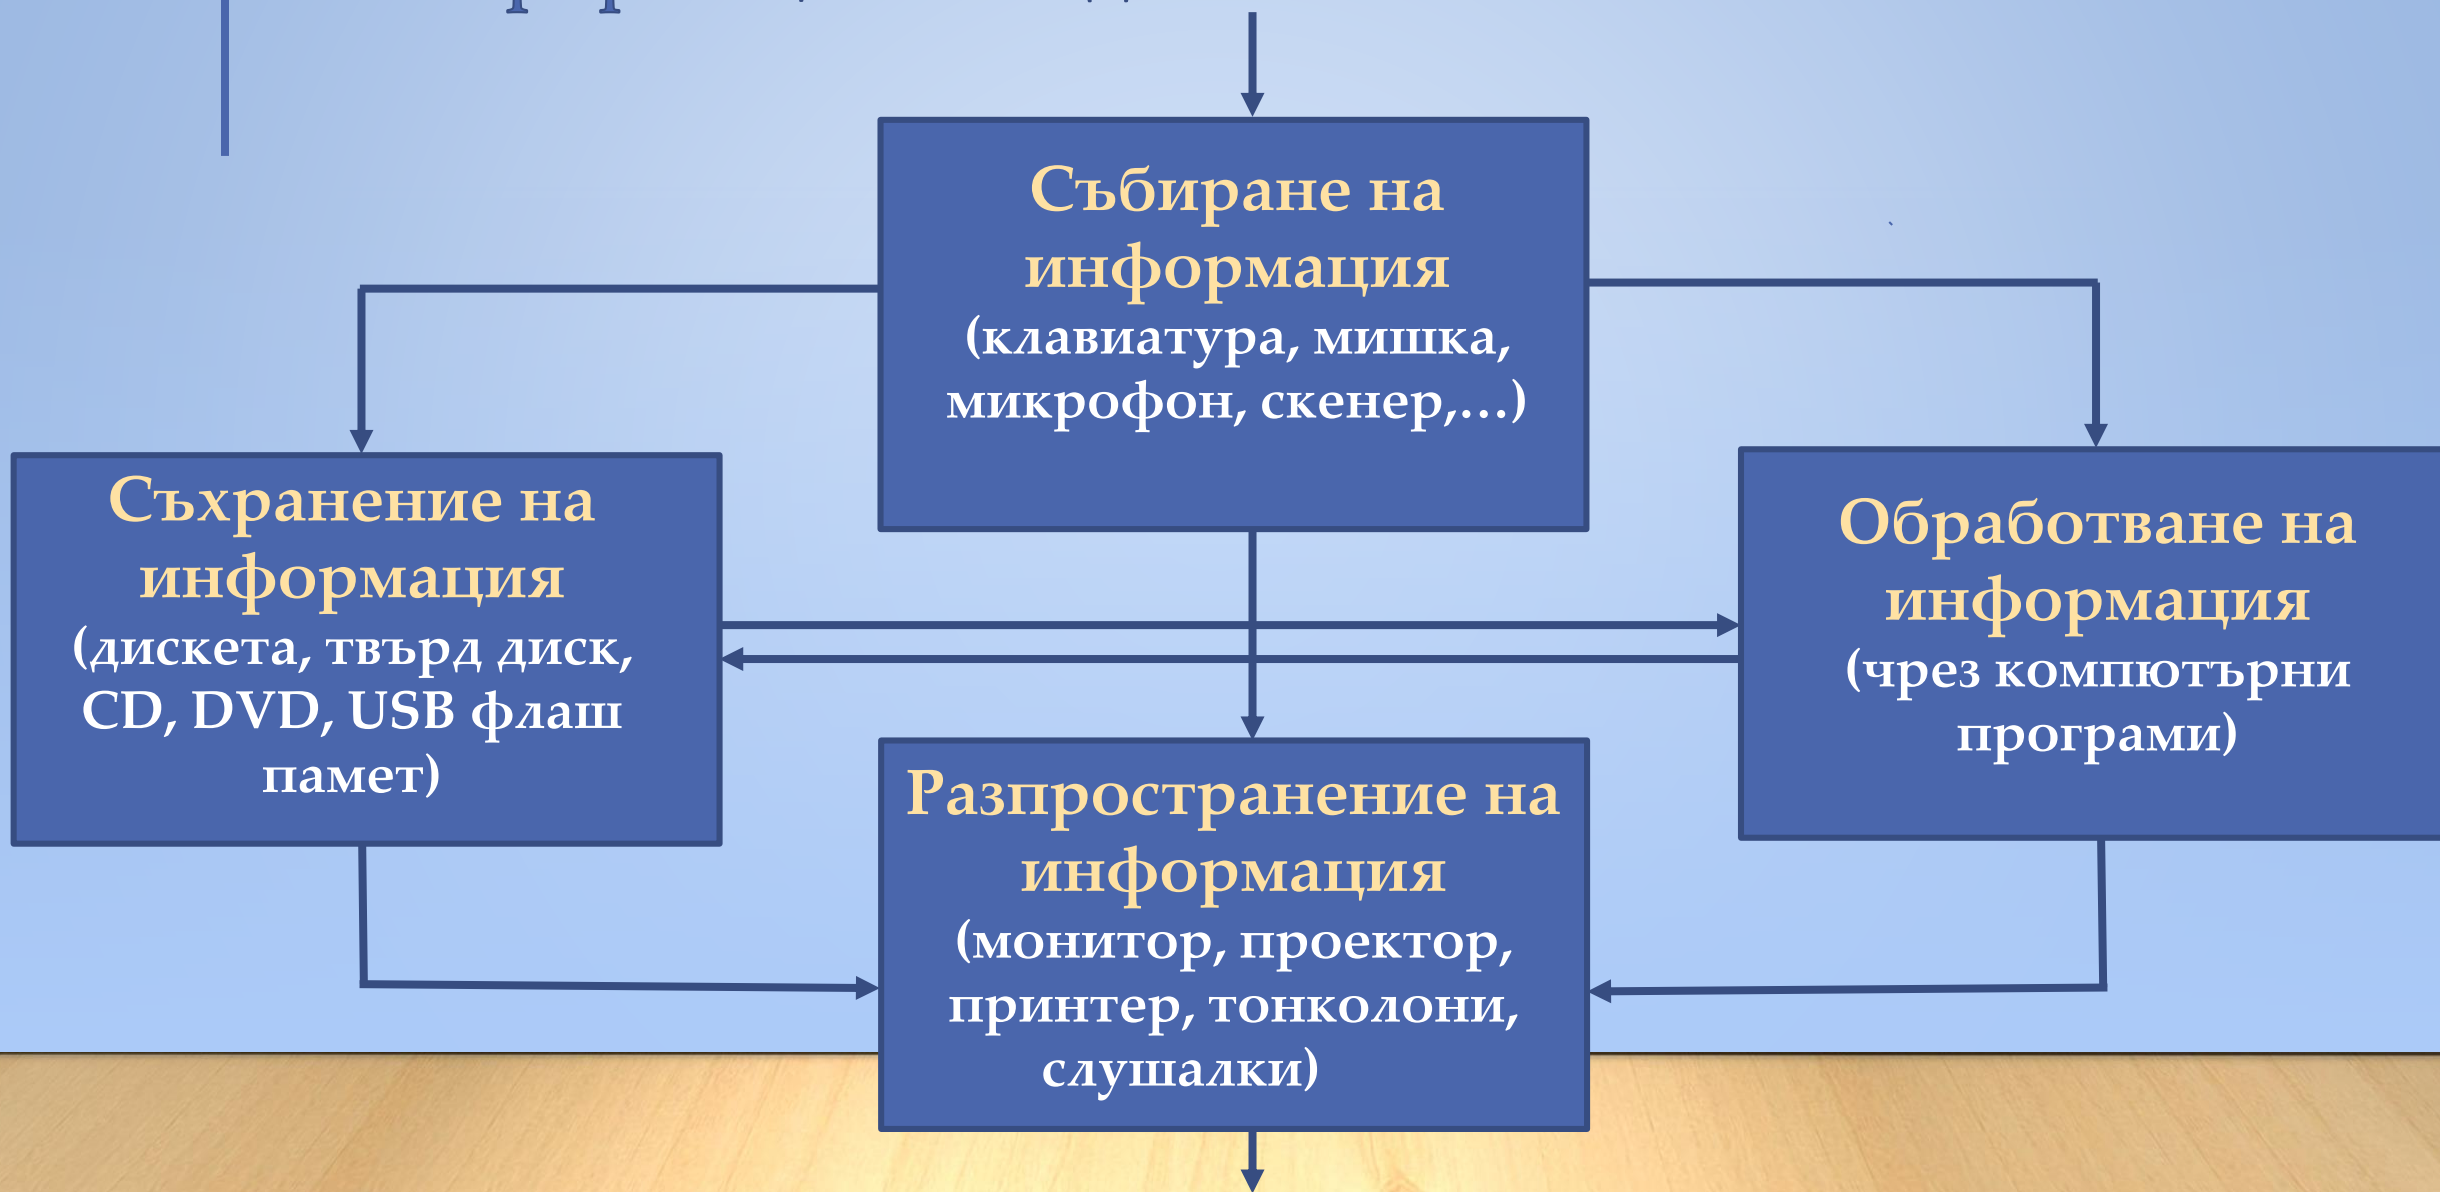 Събиране на
информация
(клавиатура, мишка,
микрофон, скенер,...)
Съхранение на
информация
(дискета, твърд диск,
CD, DVD, USB флаш
памет)
Обработване на
информация
(чрез компютърни
програми)
Разпространение на
информация
(монитор, проектор,
принтер, тонколони,
слушалки)